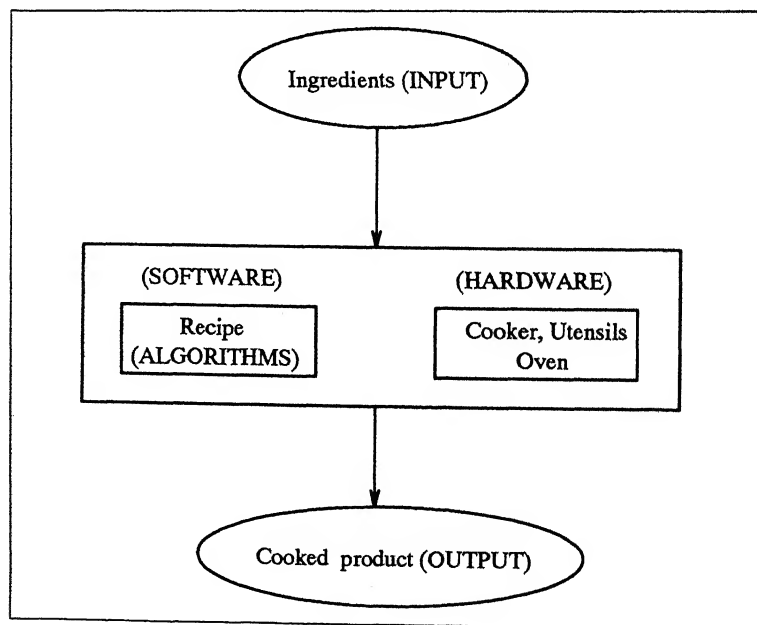 Ingredients (INPUT)
(SOFTWARE)
(HARDWARE)
Recipe
(ALGORITHMS)
Cooker, Utensils
Oven
Cooked product (OUTPUT)